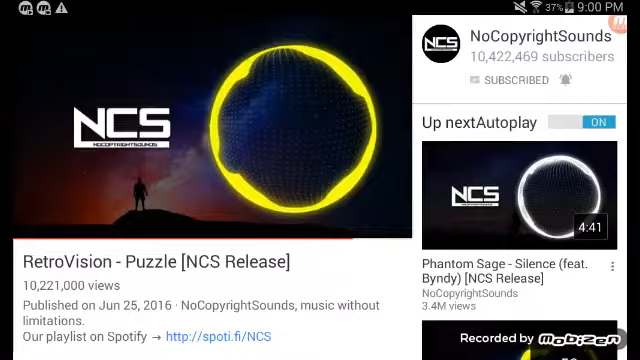 37% 9:00 PM
NCS
NOCOPYRIGHTSOUNDS
RetroVision - Puzzle [NCS Release]
10,221,000 views
Published on Jun 25, 2016 · NoCopyrightSounds, music without
limitations.
Our playlist on Spotify → http://spoti.fi/NCS
NCS
NoCopyrightSounds
10,422,469 subscribers
SUBSCRIBED
Up nextAutoplay ON
NCS
4:41
Phantom Sage - Silence (feat.
Byndy) [NCS Release]
NoCopyrightSounds
3.4M views
Recorded by Mobizen